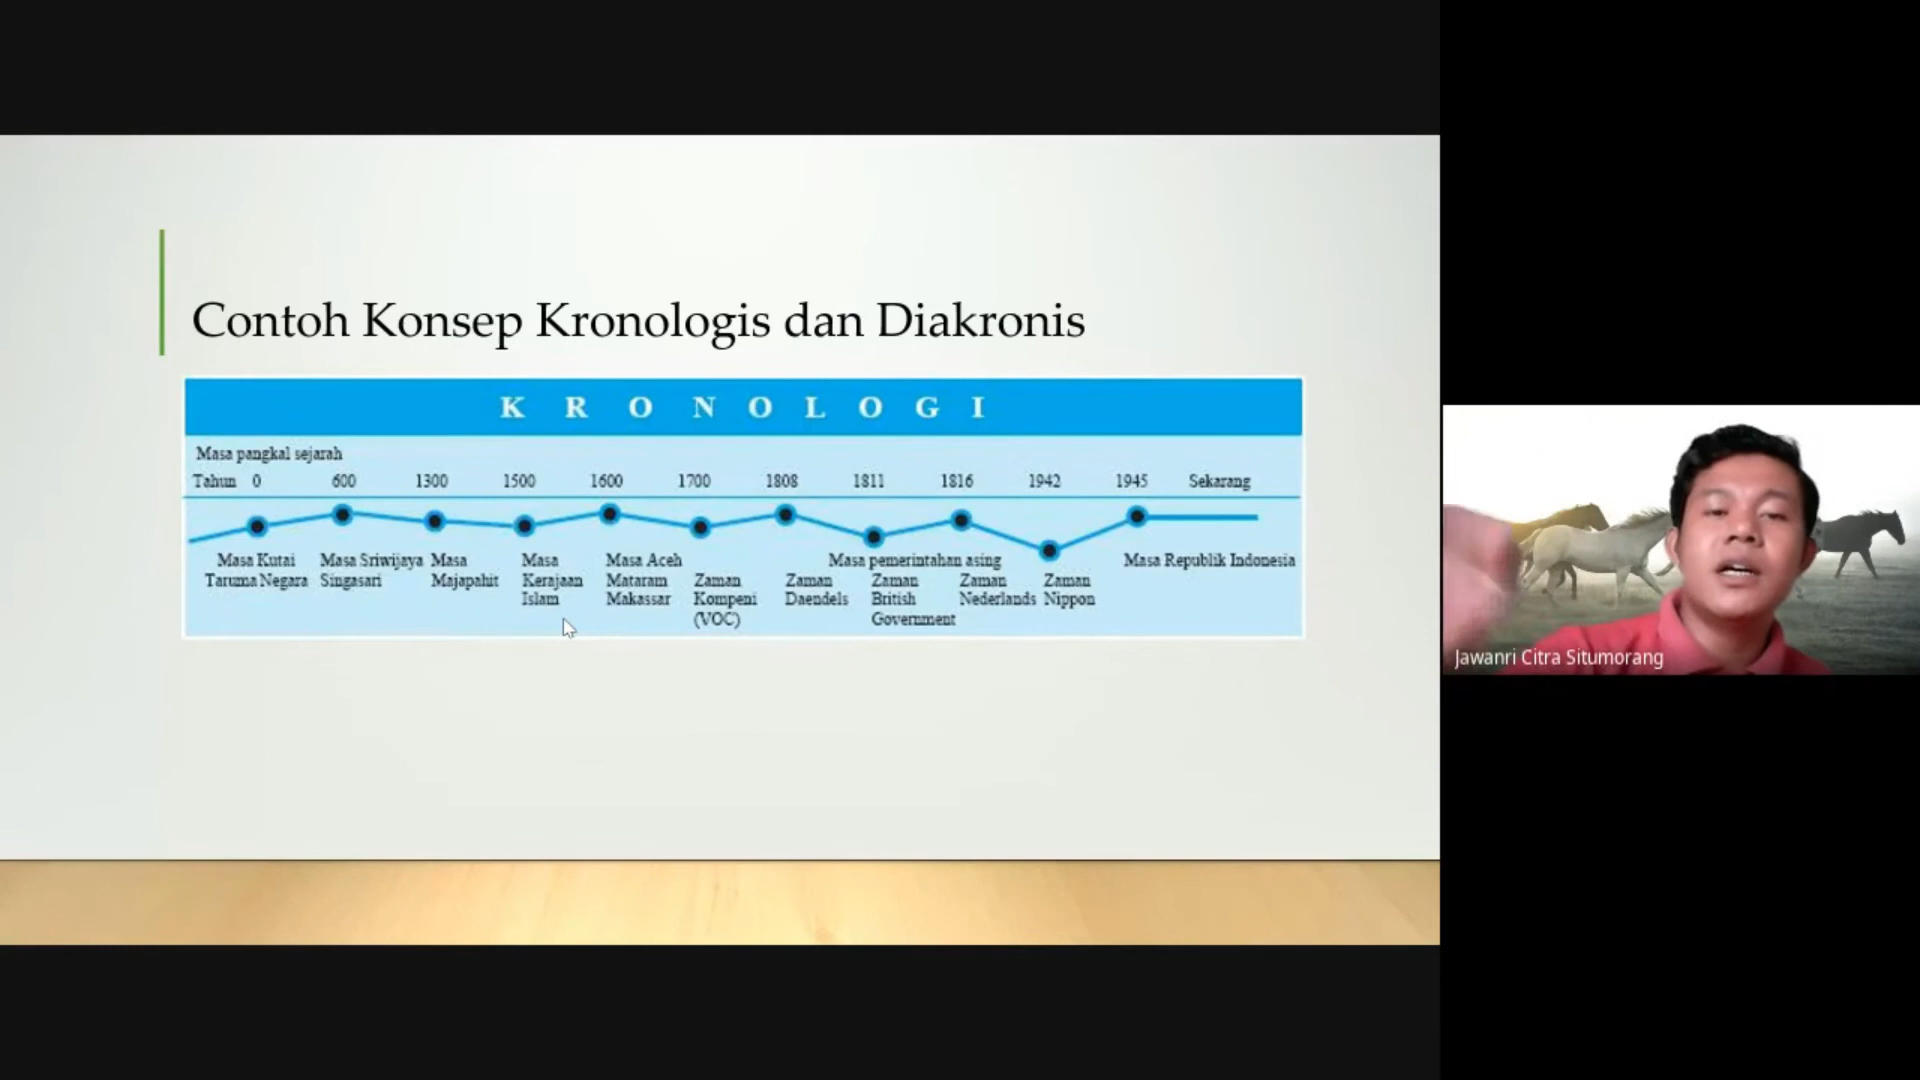 Contoh Konsep Kronologis dan Diakronis
K R O N O L O G I
Masa pangkal sejarah
Tahun 0 600 1300 1500 1600 1700 1808 1811 1816 1942 1945 Sekarang
Masa Kutai
Taruma Negara
Masa Sriwijaya
Singasari
Masa
Majapahit
Masa
Kerajaan
Islam
Masa Aceh
Mataram
Makassar
Zaman
Kompeni
(VOC)
Masa pemerintahan asing
Zaman
Daendels
Zaman
British
Government
Zaman
Nederlands
Zaman
Nippon
Masa Republik Indonesia
Jawanri Citra Situmorang